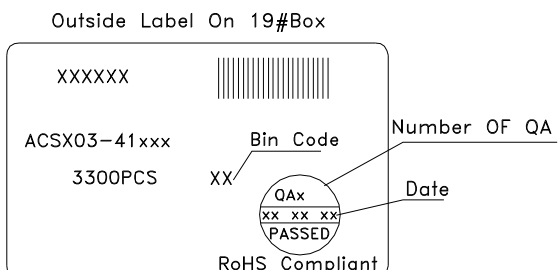 Outside Label On 19#Box
XXXXXX
ACSX03-41xxx
Bin Code
Number OF QA
3300PCS
XX
QAx
Date
xx xx xx
PASSED
RoHS Compliant